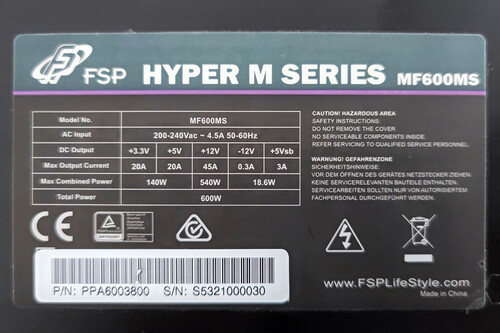 FSP HYPER M SERIES MF600MS
Model No. MF600MS
AC Input 200-240Vac ~ 4.5A 50-60Hz
DC Output +3.3V +5V +12V -12V +5Vsb
Max Output Current 20A 20A 45A 0.3A 3A
Max Combined Power 140W 540W 18.6W
Total Power 600W
CAUTION! HAZARDOUS AREA
SAFETY INSTRUCTIONS:
DO NOT REMOVE THE COVER
NO SERVICEABLE COMPONENTS INSIDE.
REFER SERVICING TO QUALIFIED SERVICE PERSONNEL.
WARNUNG! GEFAHRENZONE
SICHERHEITSHINWEIS:
VOR DEM ÖFFNEN DES GERÄTES NETZSTECKER ZIEHEN.
KEINE SERVICERELEVANTEN BAUTEILE ENTHALTEN.
SERVICEARBEITEN SIND NUR VON AUTORISIERTEM
FACHPERSONAL DURCHZUFÜHREN.
CE
P/N: PPA6003800 S/N: S5321000030
www.FSPLifeStyle.com
Made in China